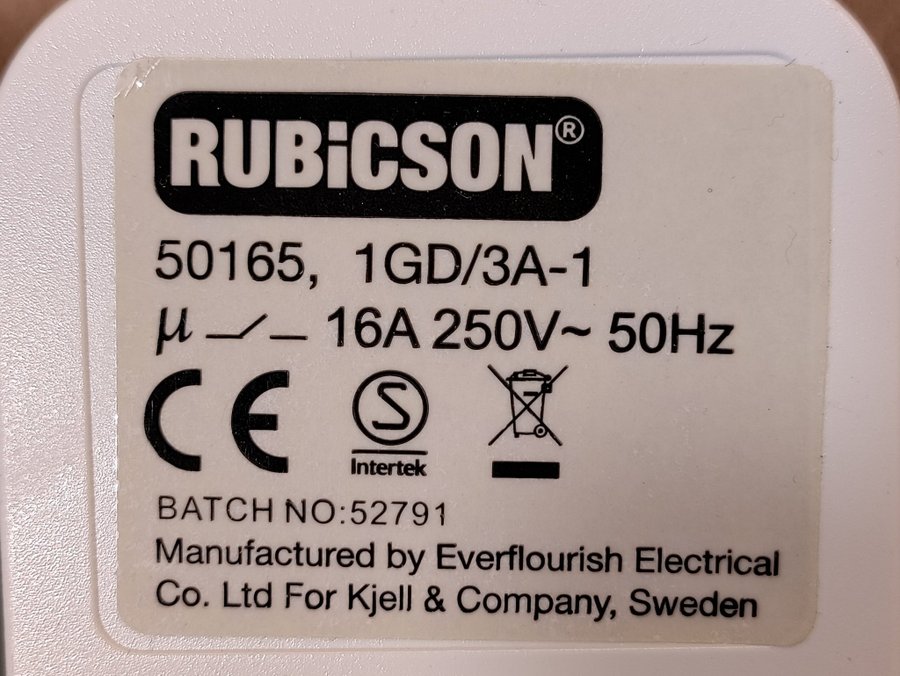 RUBiCSON®
50165, 1GD/3A-1
µ 16A 250V~ 50Hz
CE S
Intertek
BATCH NO:52791
Manufactured by Everflourish Electrical
Co. Ltd For Kjell & Company, Sweden